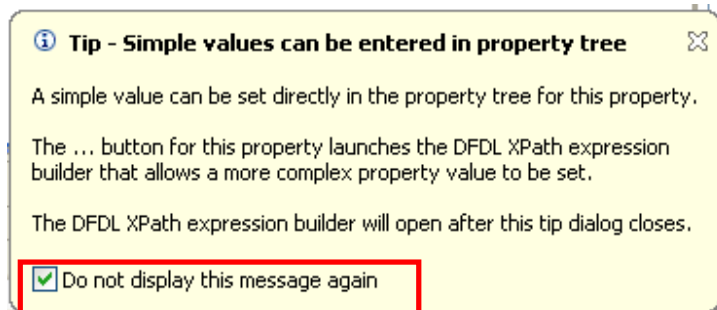 Tip - Simple values can be entered in property tree
A simple value can be set directly in the property tree for this property.
The ... button for this property launches the DFDL XPath expression
builder that allows a more complex property value to be set.
The DFDL XPath expression builder will open after this tip dialog closes.
Do not display this message again